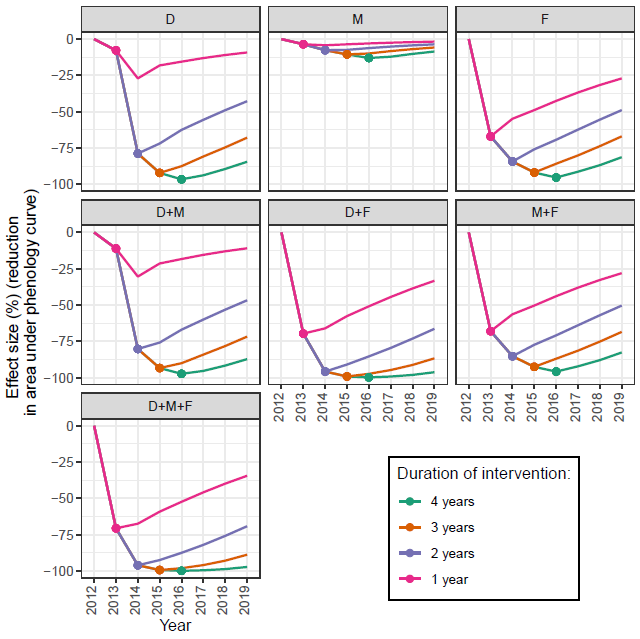 D
M
F
0
−25
−50
−75
−100
D+M
D+F
M+F
0
−25
−50
−75
−100
2012
2013
2014
2015
2016
2017
2018
2019
2012
2013
2014
2015
2016
2017
2018
2019
D+M+F
0
−25
−50
−75
−100
2012
2013
2014
2015
2016
2017
2018
2019
Year
Effect size (%) (reduction
in area under phenology curve)
Duration of intervention:
4 years
3 years
2 years
1 year